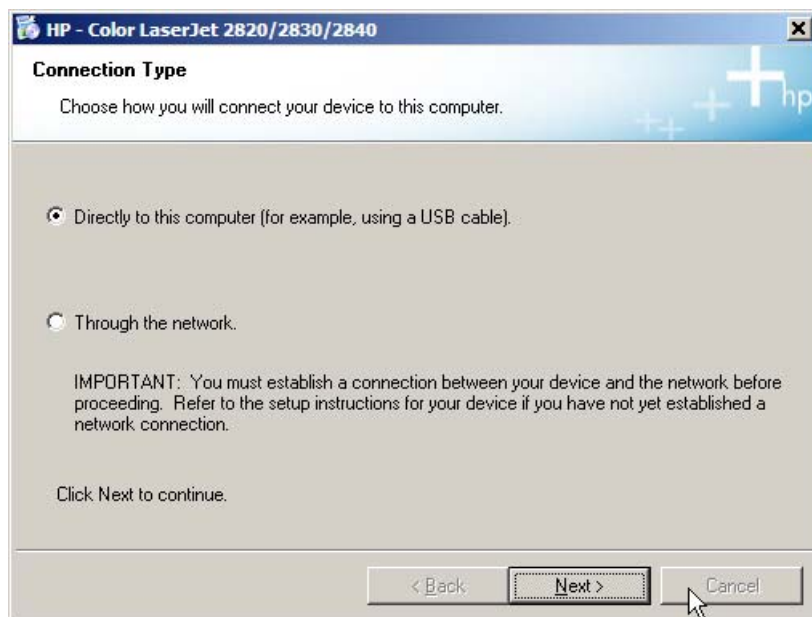 HP - Color LaserJet 2820/2830/2840
Connection Type
Choose how you will connect your device to this computer.
hp
Directly to this computer (for example, using a USB cable).
Through the network.
IMPORTANT: You must establish a connection between your device and the network before
proceeding. Refer to the setup instructions for your device if you have not yet established a
network connection.
Click Next to continue.
< Back Next > Cancel